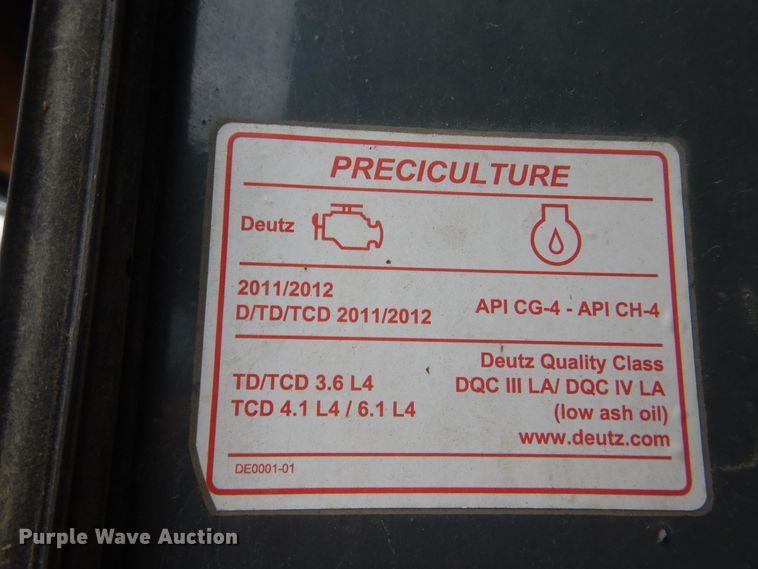 PRECICULTURE
Deutz
2011/2012
D/TD/TCD 2011/2012
API CG-4 - API CH-4
TD/TCD 3.6 L4
TCD 4.1 L4 / 6.1 L4
Deutz Quality Class
DQC III LA/ DQC IV LA
(low ash oil)
www.deutz.com
DE0001-01
Purple Wave Auction